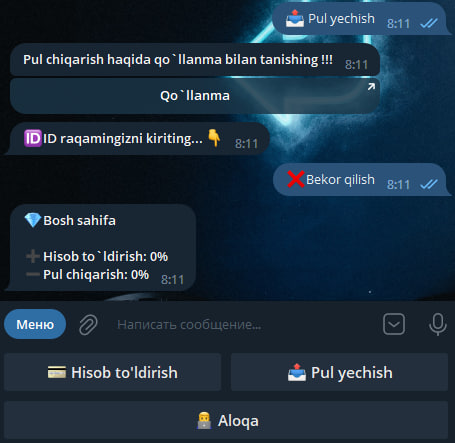 📤 Pul yechish 8:11
Pul chiqarish haqida qo`llanma bilan tanishing !!! 8:11
Qo`llanma
🆔ID raqamingizni kiriting...👇 8:11
❌Bekor qilish 8:11
💎Bosh sahifa
➕Hisob to`ldirish: 0%
➖Pul chiqarish: 0% 8:11
Меню Написать сообщение...
💳 Hisob to'ldirish 📤 Pul yechish
👨‍💻 Aloqa